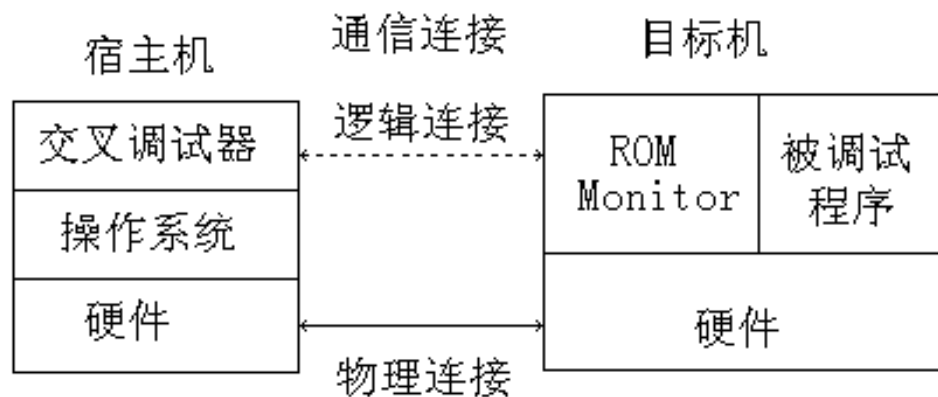 宿主机
通信连接
目标机
交叉调试器
操作系统
硬件
逻辑连接
物理连接
ROM
Monitor
被调试
程序
硬件